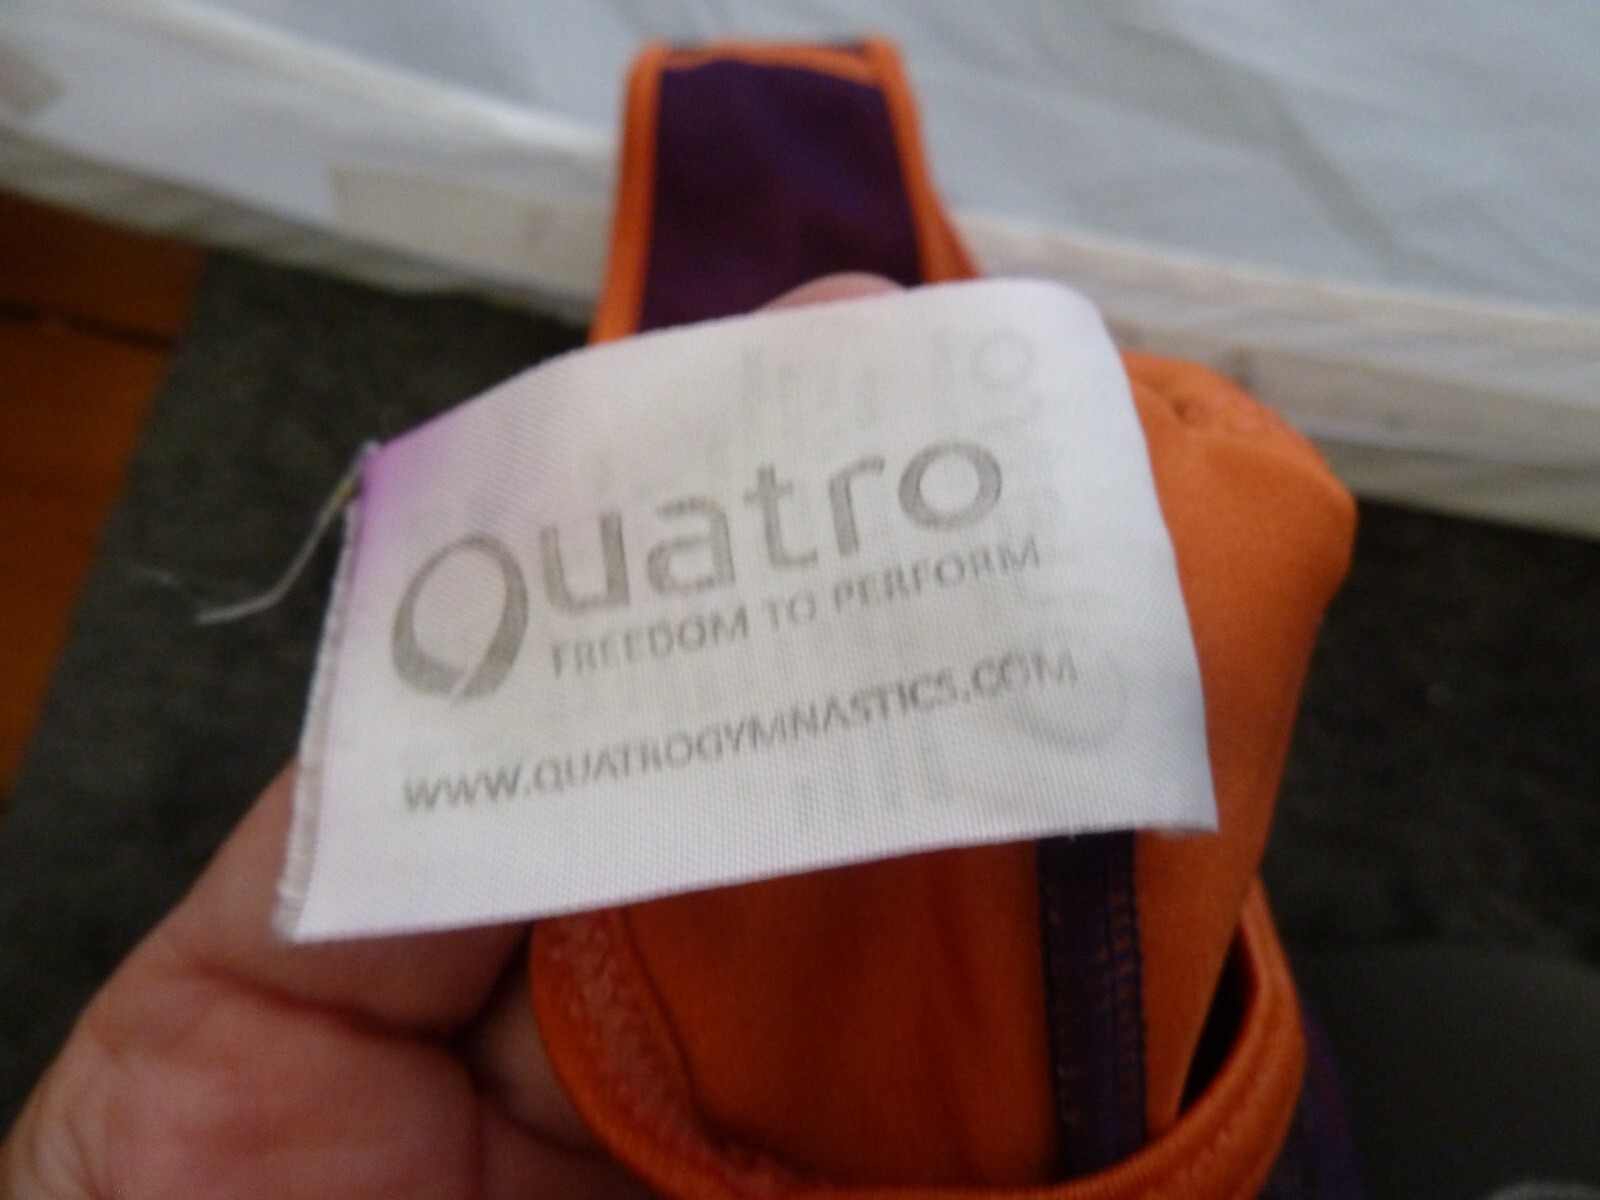 Quatro
FREEDOM TO PERFORM
WWW.QUATROGYMNASTICS.COM